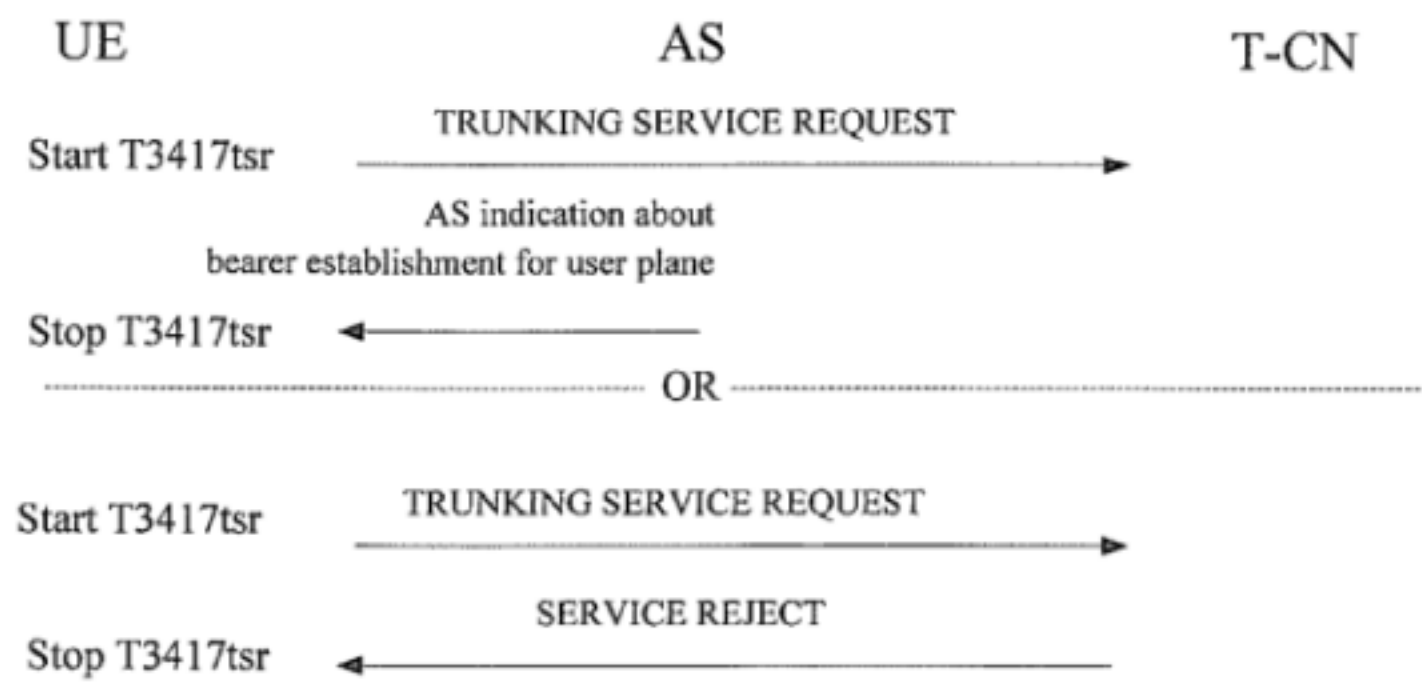 UE AS T-CN
TRUNKING SERVICE REQUEST
Start T3417tsr
AS indication about
bearer establishment for user plane
Stop T3417tsr
OR
TRUNKING SERVICE REQUEST
Start T3417tsr
SERVICE REJECT
Stop T3417tsr